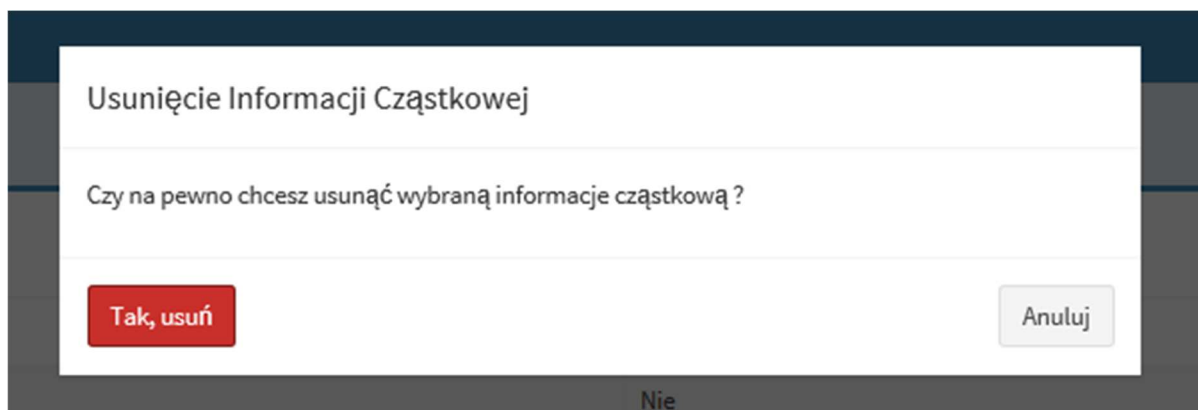 Usunięcie Informacji Cząstkowej
Czy na pewno chcesz usunąć wybraną informacje cząstkową ?
Tak, usuń
Anuluj
Nie